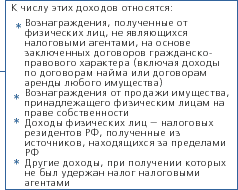 К числу этих доходов относятся:
* Вознаграждения, полученные от
физических лиц, не являющихся
налоговыми агентами, на основе
заключенных договоров гражданско-
правового характера (включая доходы
по договорам найма или договорам
аренды любого имущества)
* Вознаграждения от продажи имущества,
принадлежащего физическим лицам на
праве собственности
* Доходы физических лиц — налоговых
резидентов РФ, полученные из
источников, находящихся за пределами
РФ
* Другие доходы, при получении которых
не был удержан налог налоговыми
агентами